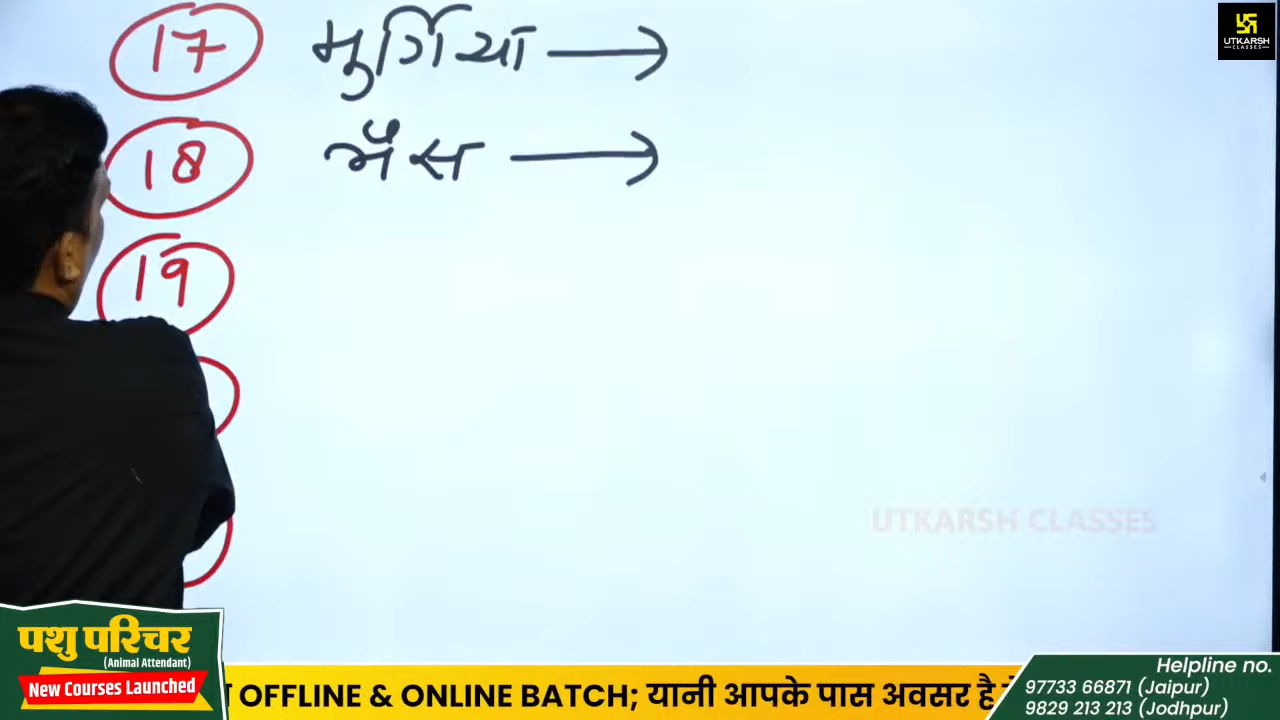 17 मुर्गिया →
UTKARSH
CLASSES
18 भैंस →
19
UTKARSH CLASSES
पशु परिचर
(Animal Attendant)
New Courses Launched
OFFLINE & ONLINE BATCH; यानी आपके पास अवसर है
Helpline no.
97733 66871 (Jaipur)
9829 213 213 (Jodhpur)